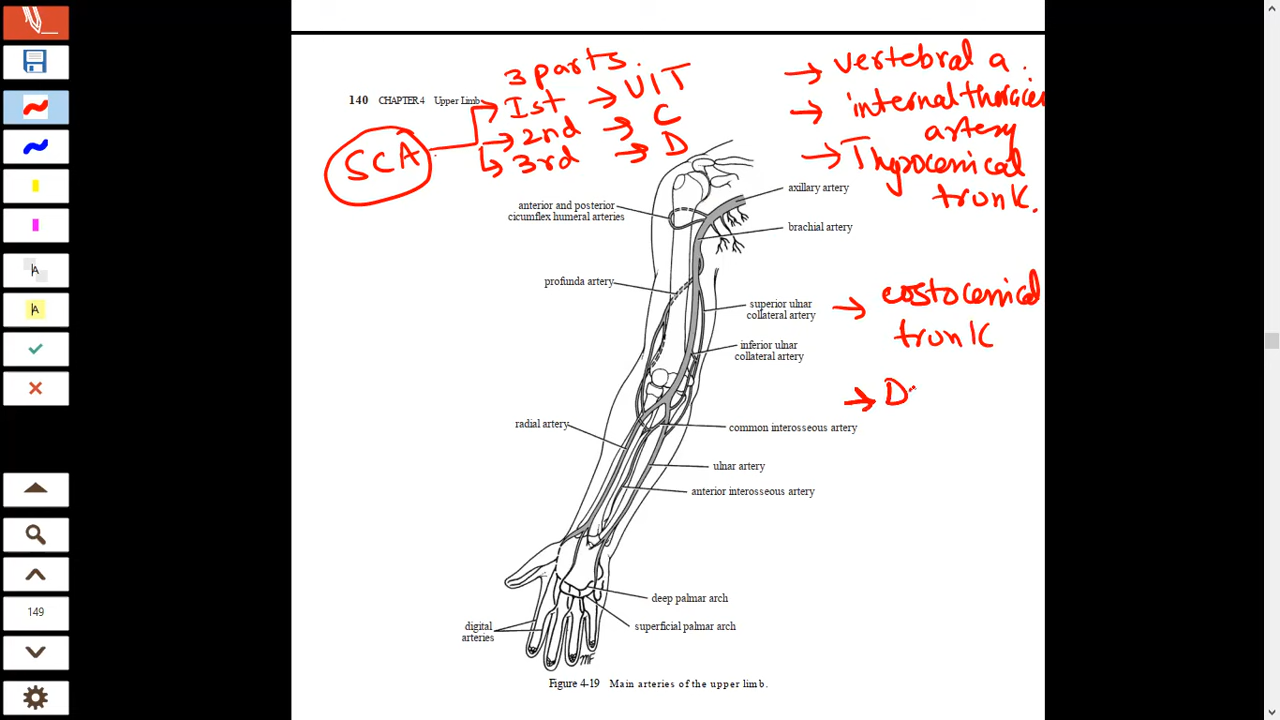 3 parts.
140 CHAPTER 4 Upper Limb
Ist → VIT
2nd → C
3rd → D
SCA
→ vertebral a.
→ internal thoracic
artery
→ Thyrocervical
trunk.
axillary artery
anterior and posterior
cicumflex humeral arteries
brachial artery
profunda artery
superior ulnar
collateral artery
→ costocervical
trunk
inferior ulnar
collateral artery
→ D
radial artery
common interosseous artery
ulnar artery
anterior interosseous artery
deep palmar arch
digital
arteries
superficial palmar arch
MF
Figure 4-19 Main arteries of the upper limb.
149
A
A